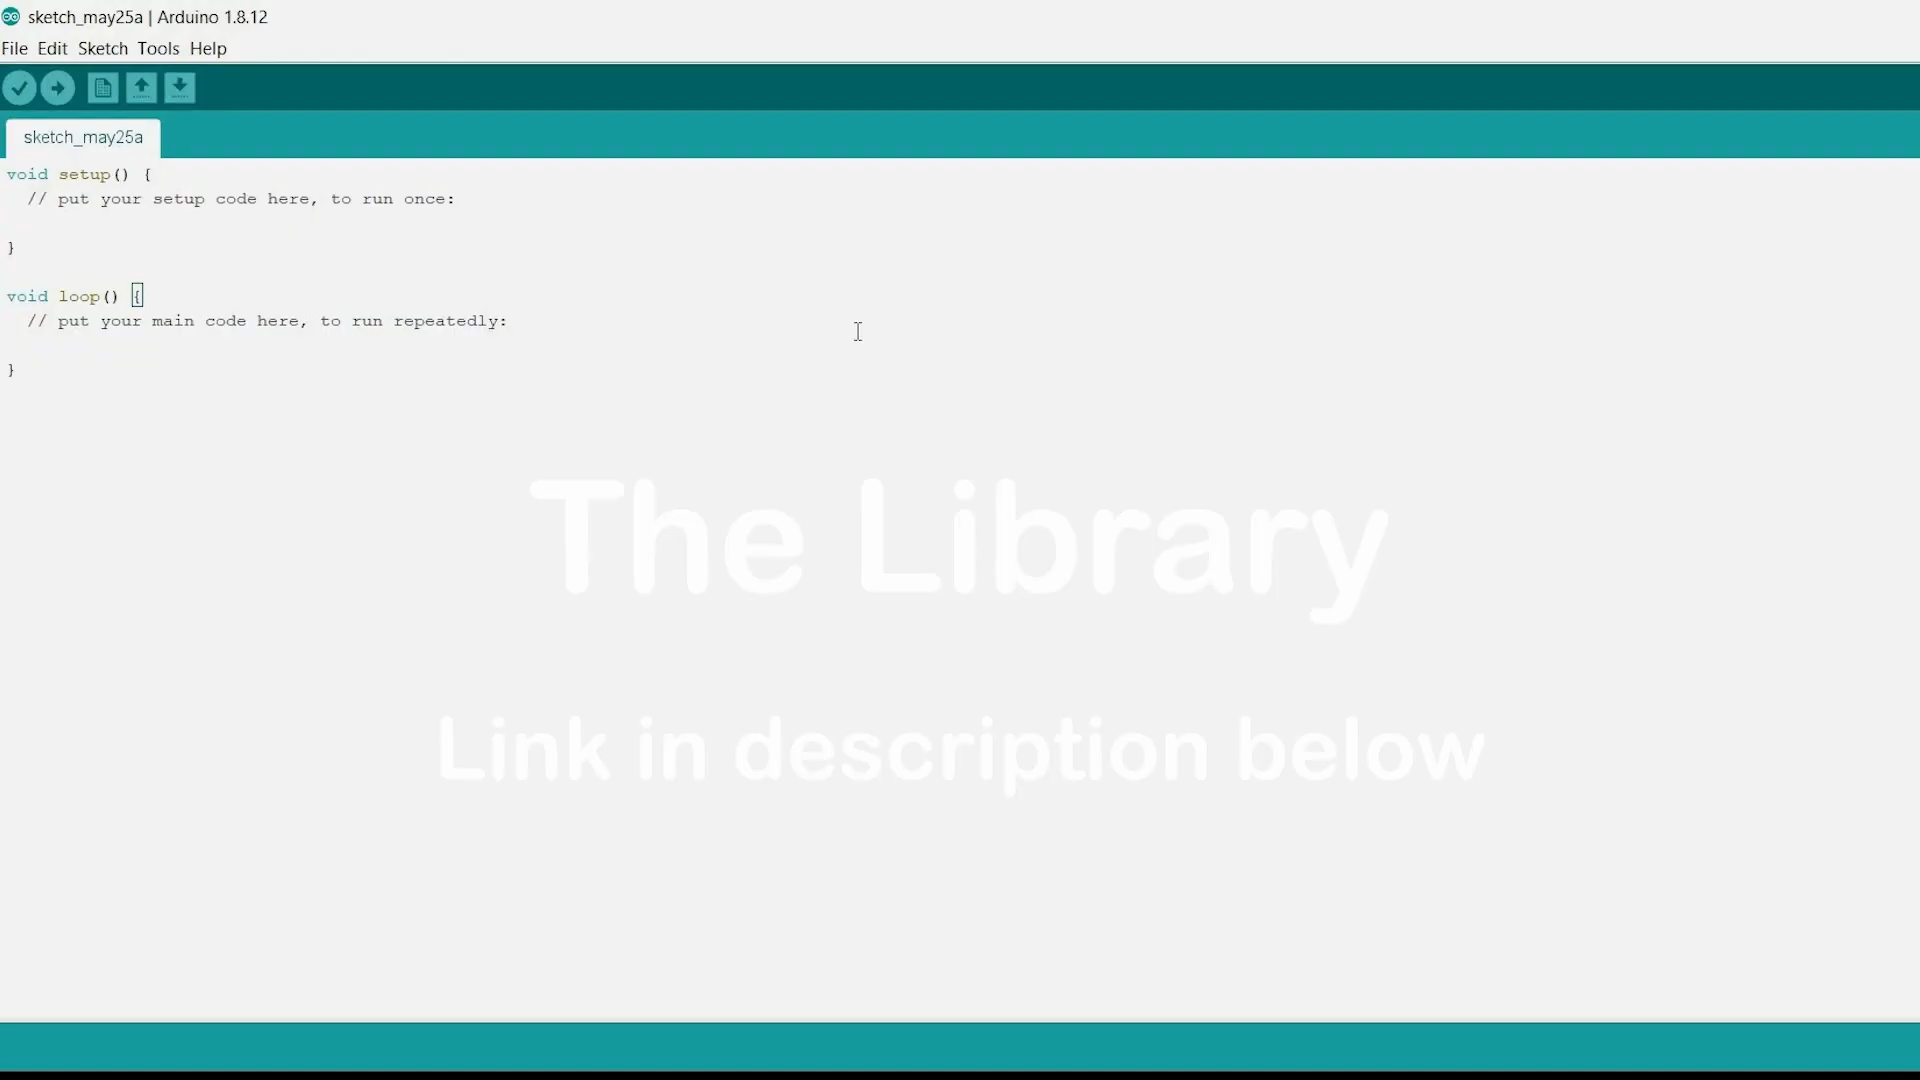 sketch_may25a | Arduino 1.8.12
File Edit Sketch Tools Help
sketch_may25a
void setup() {
  // put your setup code here, to run once:
}
void loop() {
  // put your main code here, to run repeatedly:
}
The Library
Link in description below